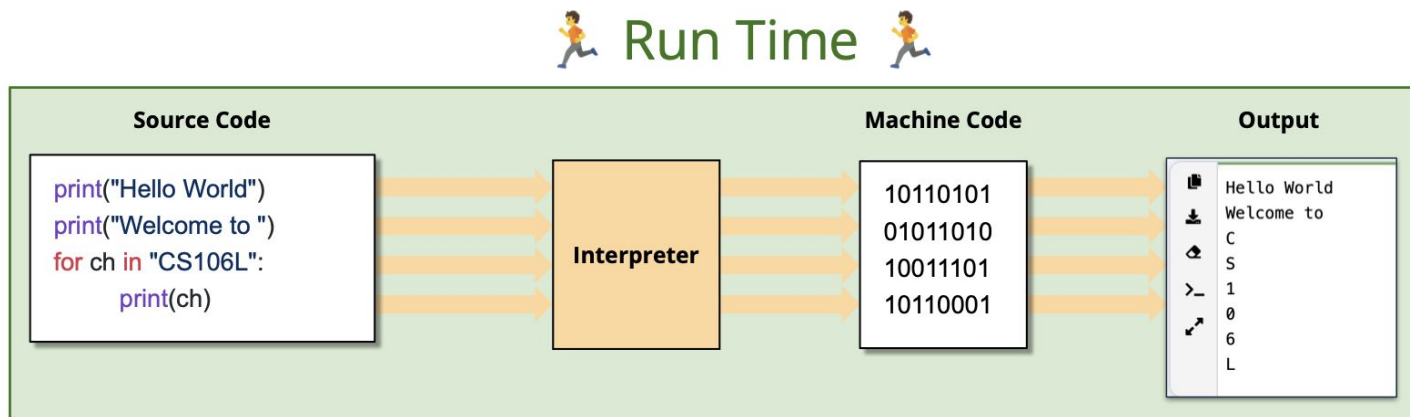 Run Time
Source Code
print("Hello World")
print("Welcome to ")
for ch in "CS106L":
print(ch)
Interpreter
Machine Code
10110101
01011010
10011101
10110001
Output
Hello World
Welcome to
C
S
1
0
6
L